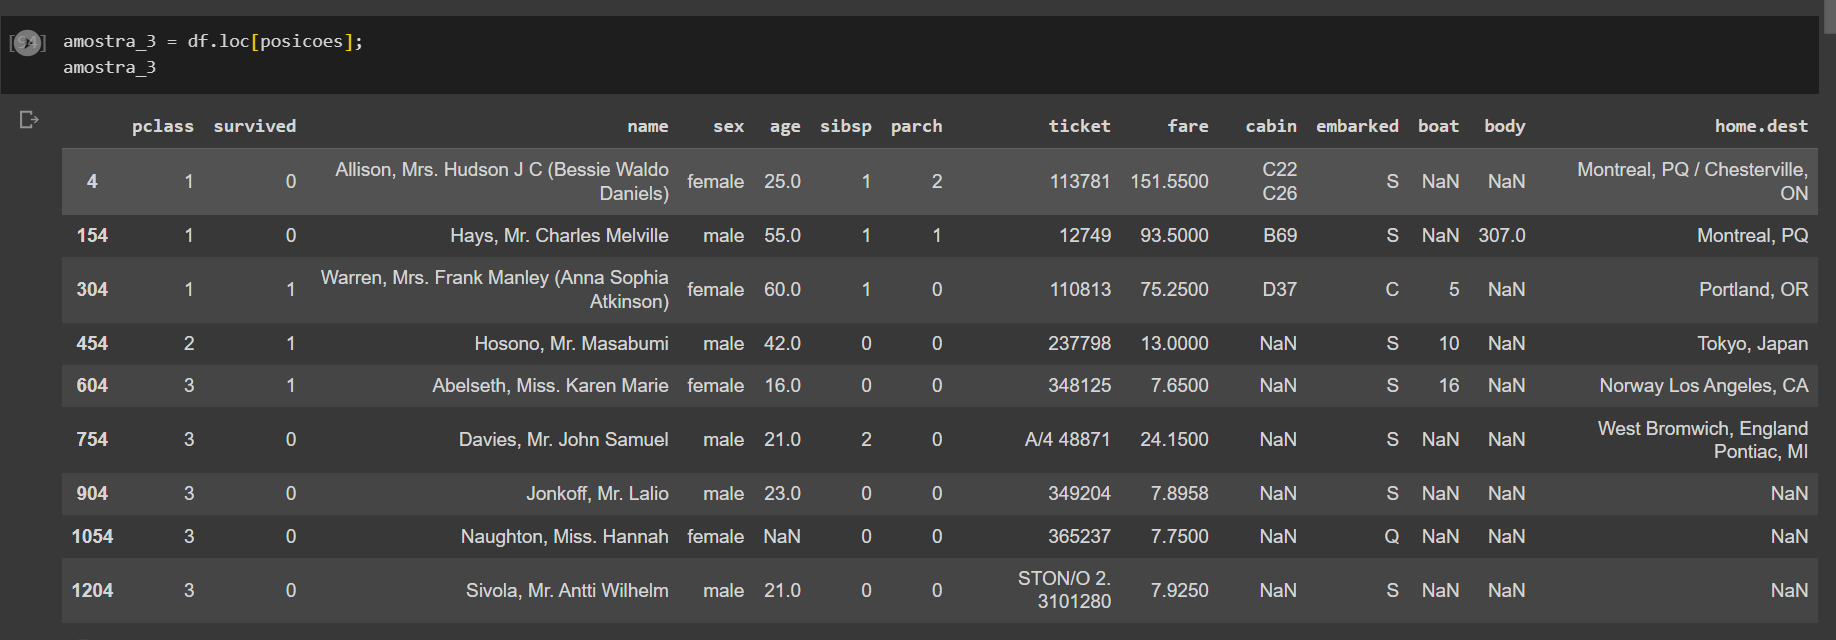 [94] amostra_3 = df.loc[posicoes];
amostra_3
pclass survived name sex age sibsp parch ticket fare cabin embarked boat body home.dest
4 1 0 Allison, Mrs. Hudson J C (Bessie Waldo Daniels) female 25.0 1 2 113781 151.5500 C22 C26 S NaN NaN Montreal, PQ / Chesterville, ON
154 1 0 Hays, Mr. Charles Melville male 55.0 1 1 12749 93.5000 B69 S NaN 307.0 Montreal, PQ
304 1 1 Warren, Mrs. Frank Manley (Anna Sophia Atkinson) female 60.0 1 0 110813 75.2500 D37 C 5 NaN Portland, OR
454 2 1 Hosono, Mr. Masabumi male 42.0 0 0 237798 13.0000 NaN S 10 NaN Tokyo, Japan
604 3 1 Abelseth, Miss. Karen Marie female 16.0 0 0 348125 7.6500 NaN S 16 NaN Norway Los Angeles, CA
754 3 0 Davies, Mr. John Samuel male 21.0 2 0 A/4 48871 24.1500 NaN S NaN NaN West Bromwich, England Pontiac, MI
904 3 0 Jonkoff, Mr. Lalio male 23.0 0 0 349204 7.8958 NaN S NaN NaN NaN
1054 3 0 Naughton, Miss. Hannah female NaN 0 0 365237 7.7500 NaN Q NaN NaN NaN
1204 3 0 Sivola, Mr. Antti Wilhelm male 21.0 0 0 STON/O 2. 3101280 7.9250 NaN S NaN NaN NaN